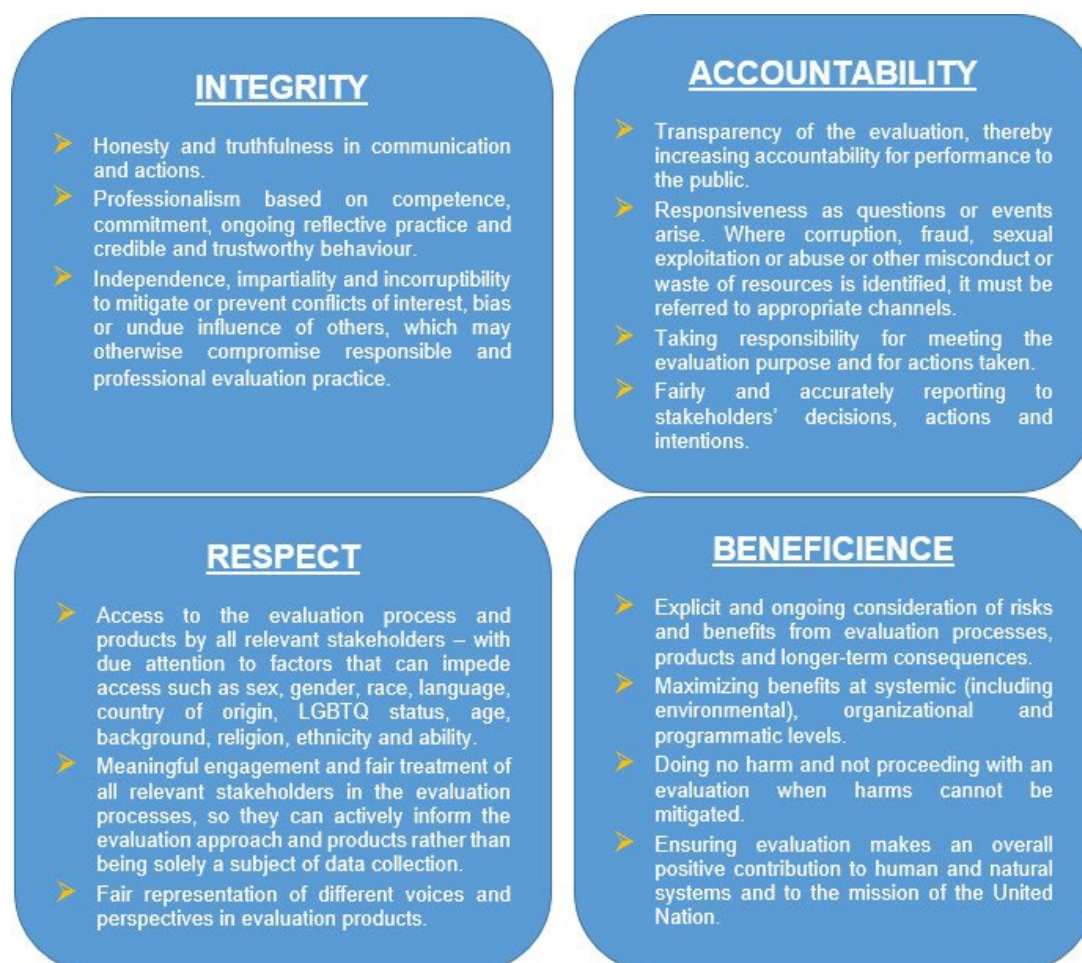 INTEGRITY
Honesty and truthfulness in communication
and actions.
Professionalism based on competence,
commitment, ongoing reflective practice and
credible and trustworthy behaviour.
Independence, impartiality and incorruptibility
to mitigate or prevent conflicts of interest, bias
or undue influence of others, which may
otherwise compromise responsible and
professional evaluation practice.
ACCOUNTABILITY
Transparency of the evaluation, thereby
increasing accountability for performance to
the public.
Responsiveness as questions or events
arise. Where corruption, fraud, sexual
exploitation or abuse or other misconduct or
waste of resources is identified, it must be
referred to appropriate channels.
Taking responsibility for meeting the
evaluation purpose and for actions taken.
Fairly and accurately reporting to
stakeholders’ decisions, actions and
intentions.
RESPECT
Access to the evaluation process and
products by all relevant stakeholders – with
due attention to factors that can impede
access such as sex, gender, race, language,
country of origin, LGBTQ status, age,
background, religion, ethnicity and ability.
Meaningful engagement and fair treatment of
all relevant stakeholders in the evaluation
processes, so they can actively inform the
evaluation approach and products rather than
being solely a subject of data collection.
Fair representation of different voices and
perspectives in evaluation products.
BENEFICIENCE
Explicit and ongoing consideration of risks
and benefits from evaluation processes,
products and longer-term consequences.
Maximizing benefits at systemic (including
environmental), organizational and
programmatic levels.
Doing no harm and not proceeding with an
evaluation when harms cannot be
mitigated.
Ensuring evaluation makes an overall
positive contribution to human and natural
systems and to the mission of the United
Nation.